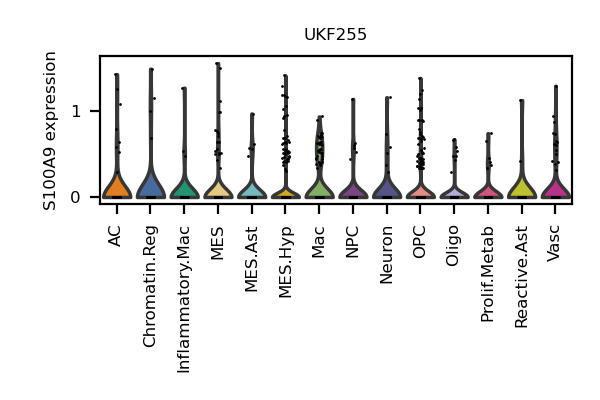 UKF255
S100A9 expression
1
0
AC
Chromatin.Reg
Inflammatory.Mac
MES
MES.Ast
MES.Hyp
Mac
NPC
Neuron
OPC
Oligo
Prolif.Metab
Reactive.Ast
Vasc